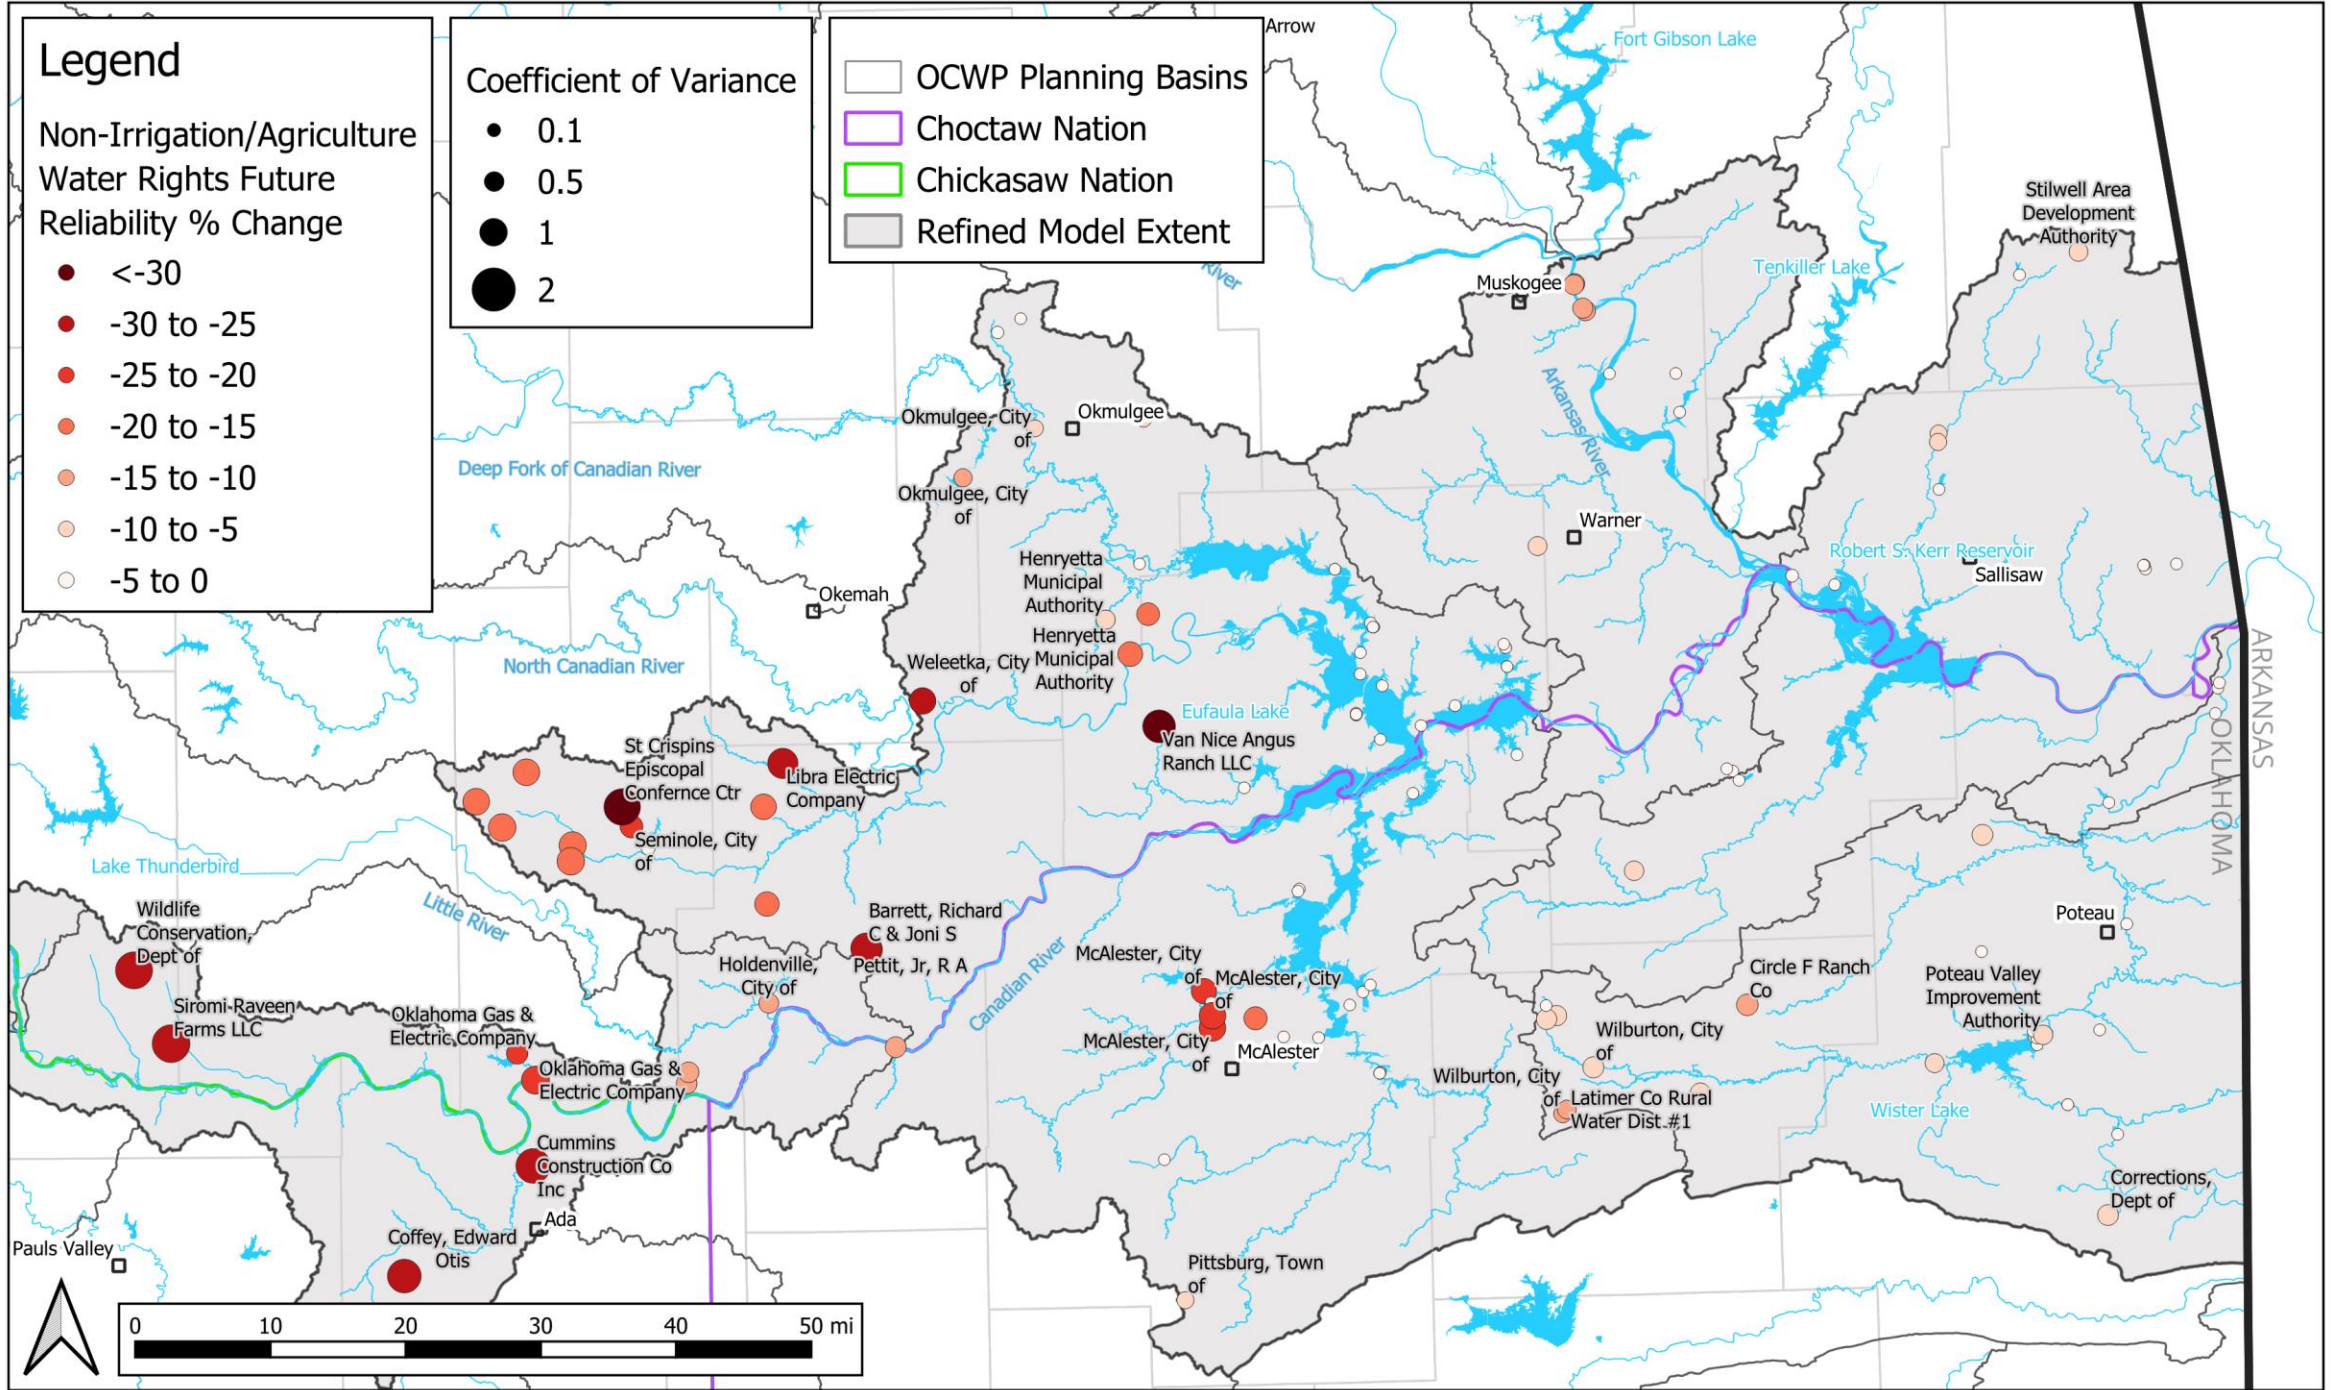 Legend
Non-Irrigation/Agriculture
Water Rights Future
Reliability % Change
<-30
-30 to -25
-25 to -20
-20 to -15
-15 to -10
-10 to -5
-5 to 0
Coefficient of Variance
0.1
0.5
1
2
OCWP Planning Basins
Choctaw Nation
Chickasaw Nation
Refined Model Extent
Arrow
Fort Gibson Lake
River
Stilwell Area
Development
Authority
Tenkiller Lake
Muskogee
Arkansas River
Okmulgee, City
of
Okmulgee
Deep Fork of Canadian River
Okmulgee, City
of
Warner
Robert S. Kerr Reservoir
Sallisaw
Henryetta
Municipal
Authority
Okemah
Henryetta
Municipal
Authority
North Canadian River
Weleetka, City
of
ARKANSAS
OKLAHOMA
Eufaula Lake
Van Nice Angus
Ranch LLC
St Crispins
Episcopal
Confernce Ctr
Libra Electric
Company
Seminole, City
of
Lake Thunderbird
Little River
Wildlife
Conservation,
Dept of
Barrett, Richard
C & Joni S
Pettit, Jr, R A
Holdenville,
City of
Canadian River
McAlester, City
of
McAlester, City
of
McAlester, City
of
McAlester
Poteau
Circle F Ranch
Co
Poteau Valley
Improvement
Authority
Siromi-Raveen
Farms LLC
Oklahoma Gas &
Electric Company
Oklahoma Gas &
Electric Company
Wilburton, City
of
Wilburton, City
of
Latimer Co Rural
Water Dist #1
Wister Lake
Cummins
Construction Co
Inc
Ada
Corrections,
Dept of
Coffey, Edward
Otis
Pauls Valley
Pittsburg, Town
of
0 10 20 30 40 50 mi